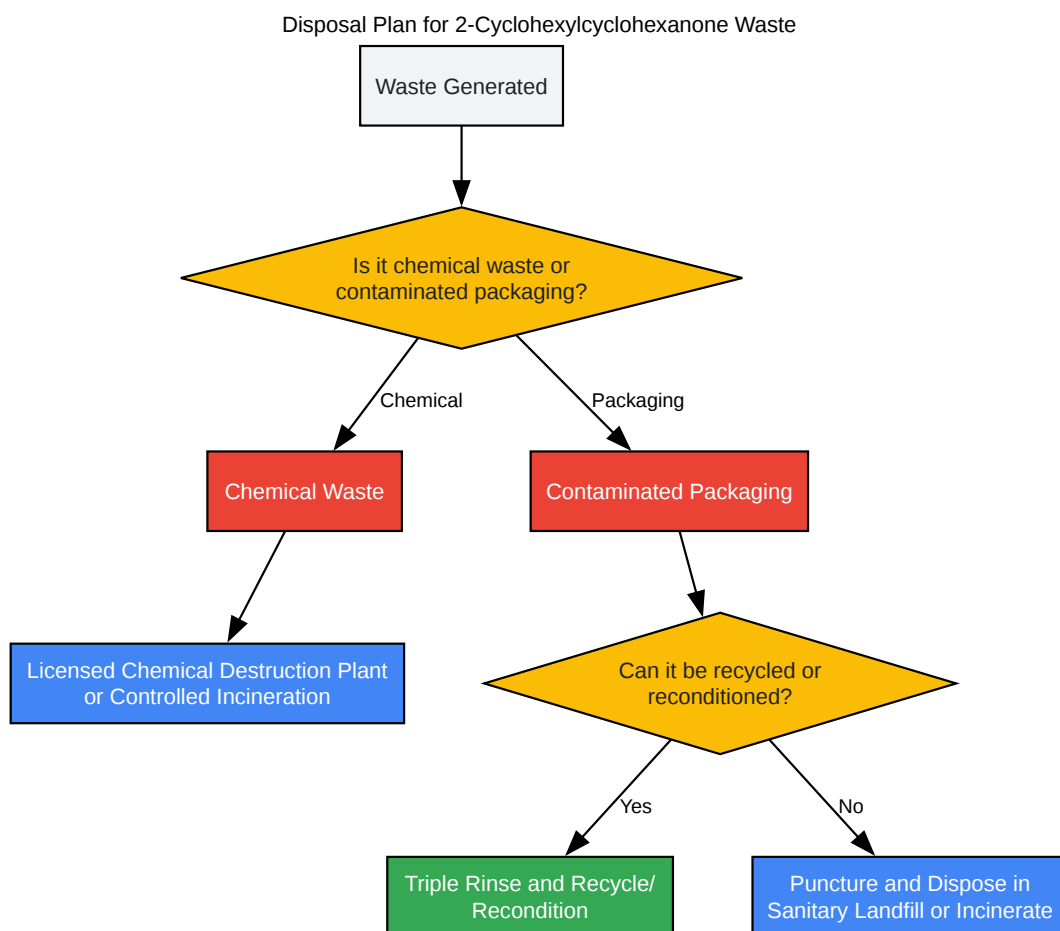 Disposal Plan for 2-Cyclohexylcyclohexanone Waste
Waste Generated
Is it chemical waste or
contaminated packaging?
Chemical
Packaging
Chemical Waste
Contaminated Packaging
Licensed Chemical Destruction Plant
or Controlled Incineration
Can it be recycled or
reconditioned?
Yes
No
Triple Rinse and Recycle/
Recondition
Puncture and Dispose in
Sanitary Landfill or Incinerate